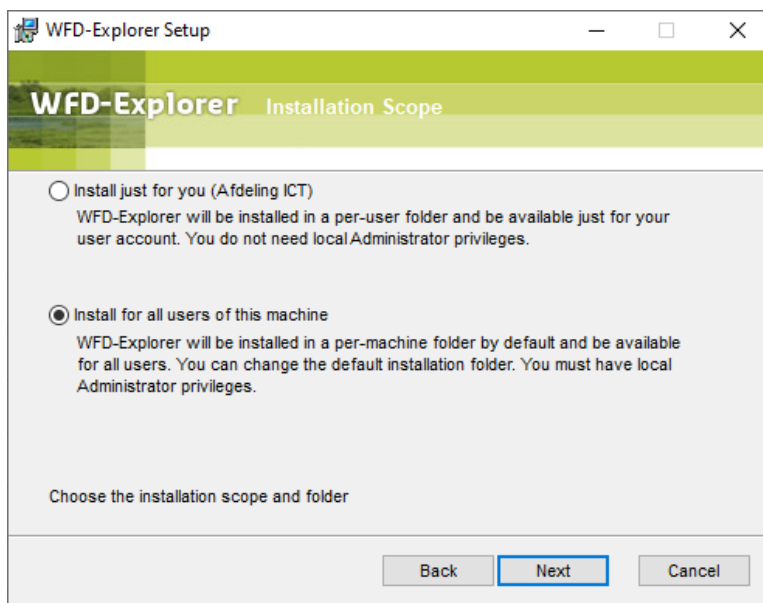 WFD-Explorer Setup
WFD-Explorer Installation Scope
Install just for you (Afdeling ICT)
WFD-Explorer will be installed in a per-user folder and be available just for your
user account. You do not need local Administrator privileges.
Install for all users of this machine
WFD-Explorer will be installed in a per-machine folder by default and be available
for all users. You can change the default installation folder. You must have local
Administrator privileges.
Choose the installation scope and folder
Back Next Cancel